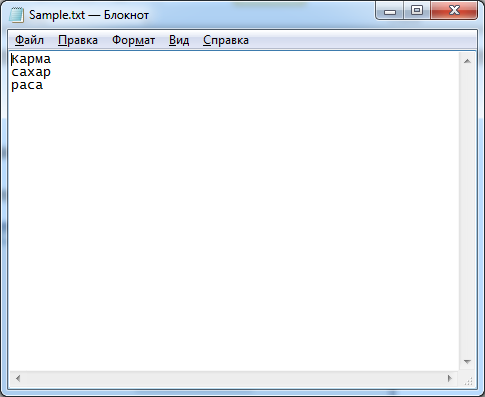 Sample.txt — Блокнот
Файл Правка Формат Вид Справка
карма
сахар
раса